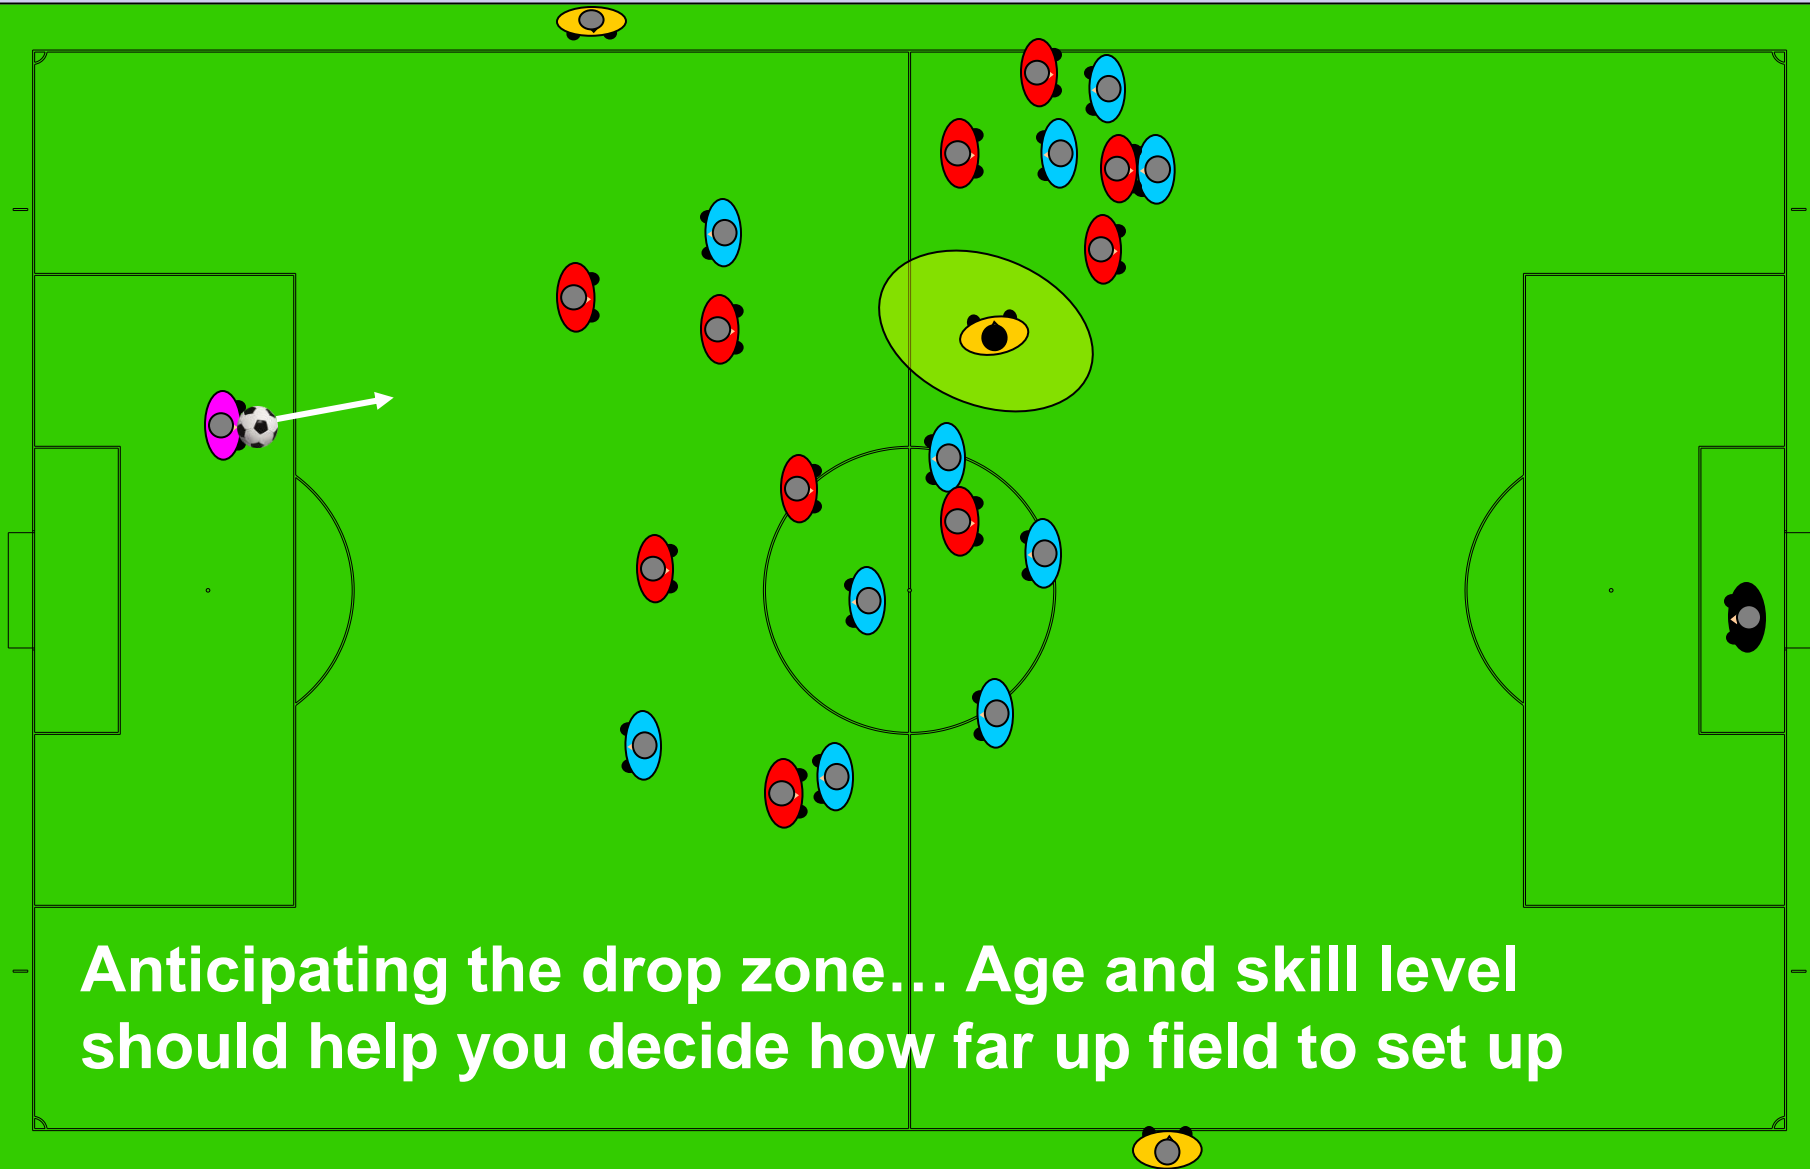 Anticipating the drop zone… Age and skill level
should help you decide how far up field to set up